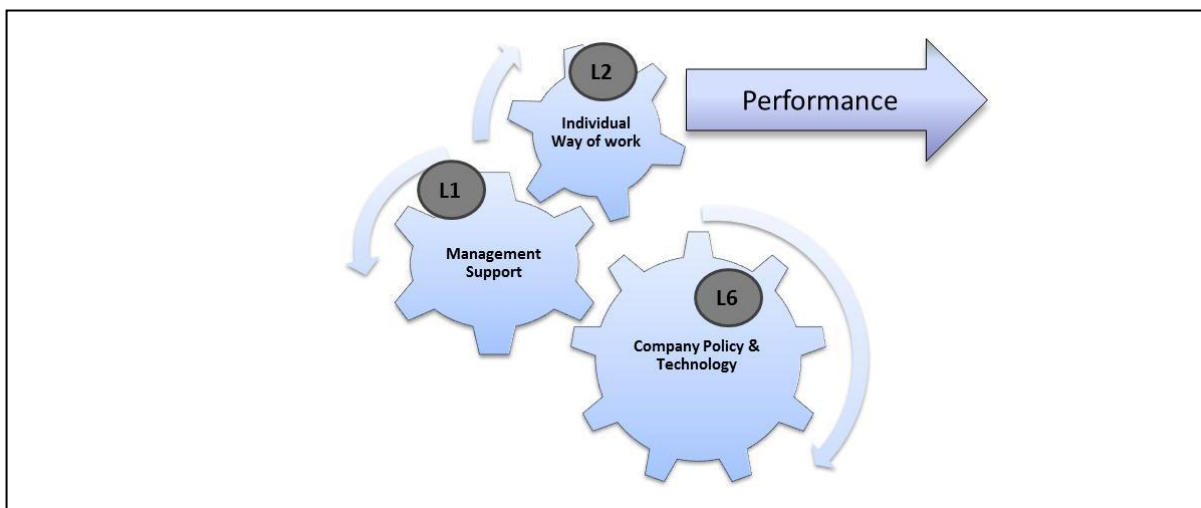 L2
Individual
Way of work
Performance
L1
Management
Support
L6
Company Policy &
Technology